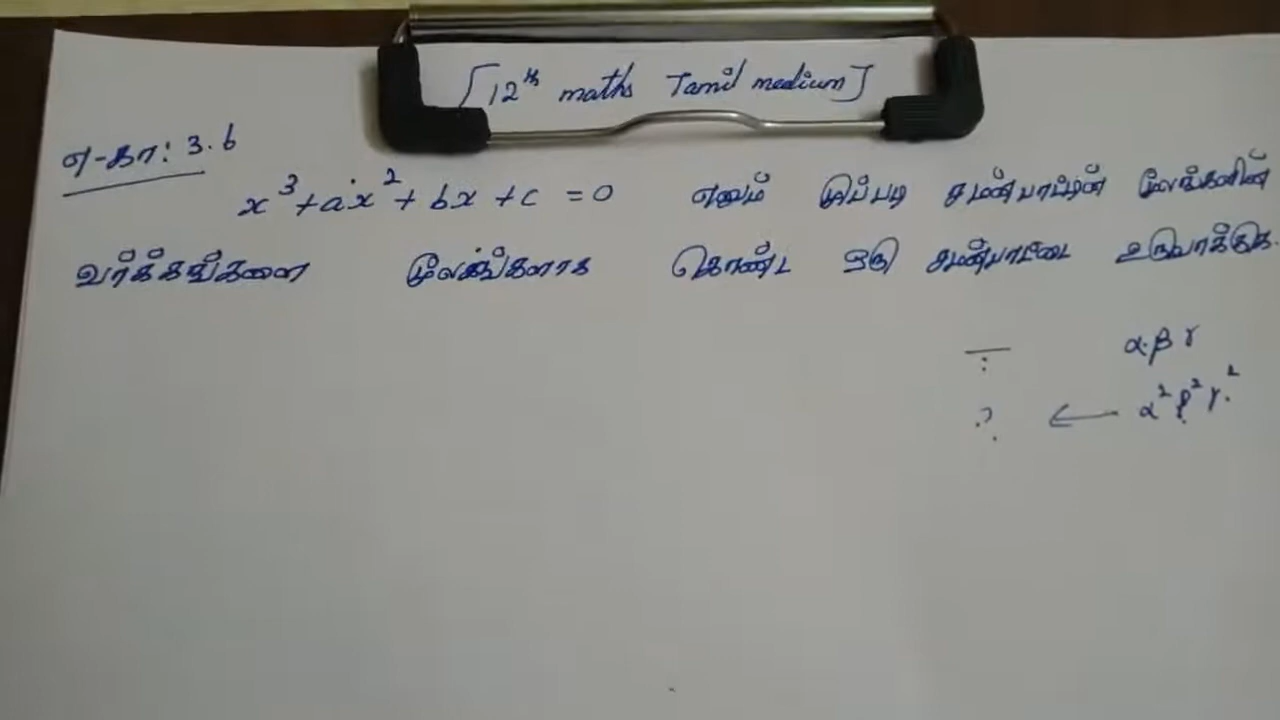 [12th maths Tamil medium]
எ-கா: 3.6
x³+ax²+bx+c=0 எனும் முப்படி சமன்பாட்டின் மூலங்களின்
வர்க்கங்களை மூலங்களாக கொண்ட ஒரு சமன்பாட்டை உருவாக்குக
α.β γ
? ← α² β² γ²